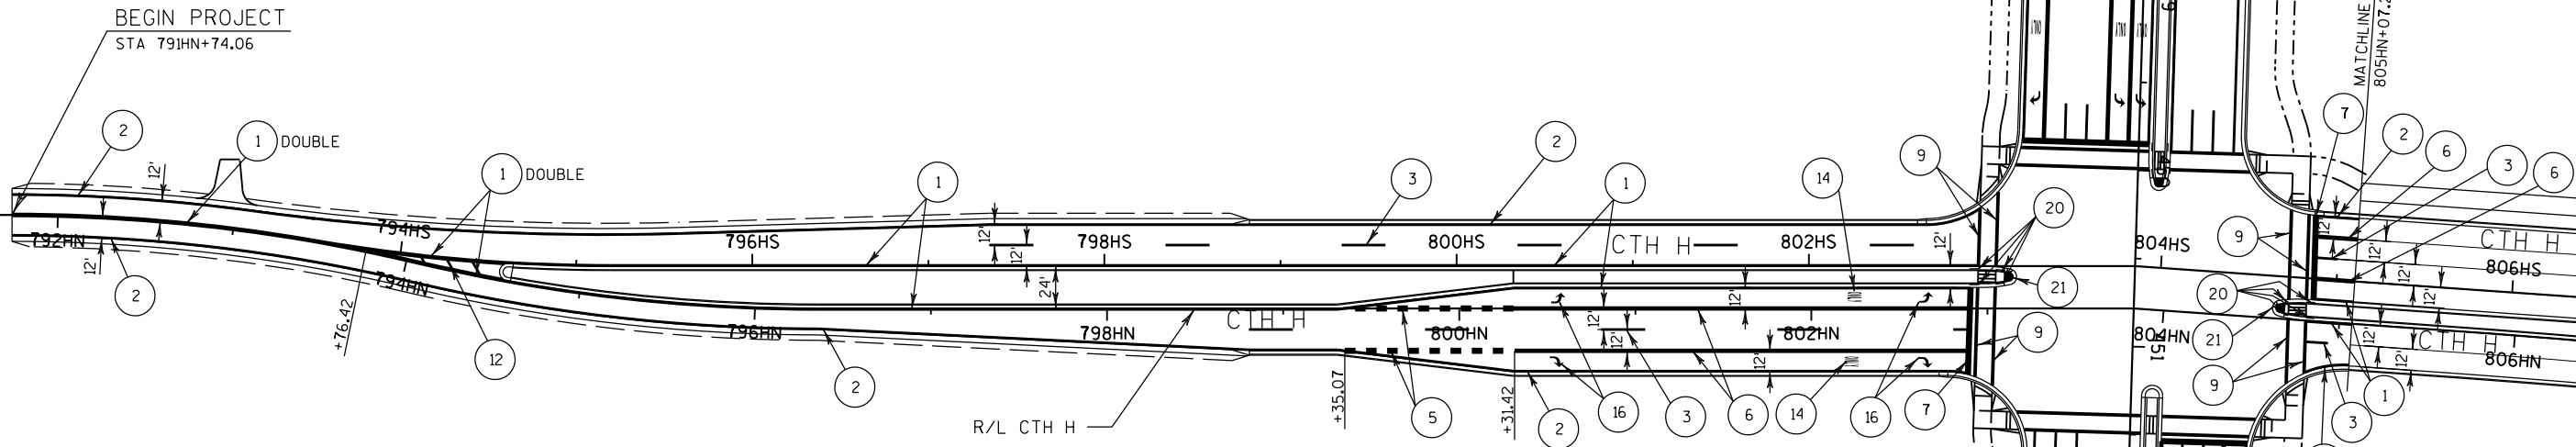 BEGIN PROJECT
STA 791HN+74.06
2
1 DOUBLE
1 DOUBLE
1
3
2
1
14
9
20
21
7
2
6
3
6
MATCHLINE
12'
12'
12'
792HN
794HS
794HN
796HS
798HS
800HS
CTH H
802HS
12'
12'
12'
24'
804HS
9
CTH H
806HS
20
21
804HN
CTH H
806HN
796HN
798HN
CTH H
800HN
802HN
12'
12'
12'
12'
12'
12'
12'
12'
12'
12'
+76.42
12
2
2
R/L CTH H
+35.07
5
+31.42
2
16
3
6
14
16
7
9
9
3
1
ONLY
ONLY
ONLY